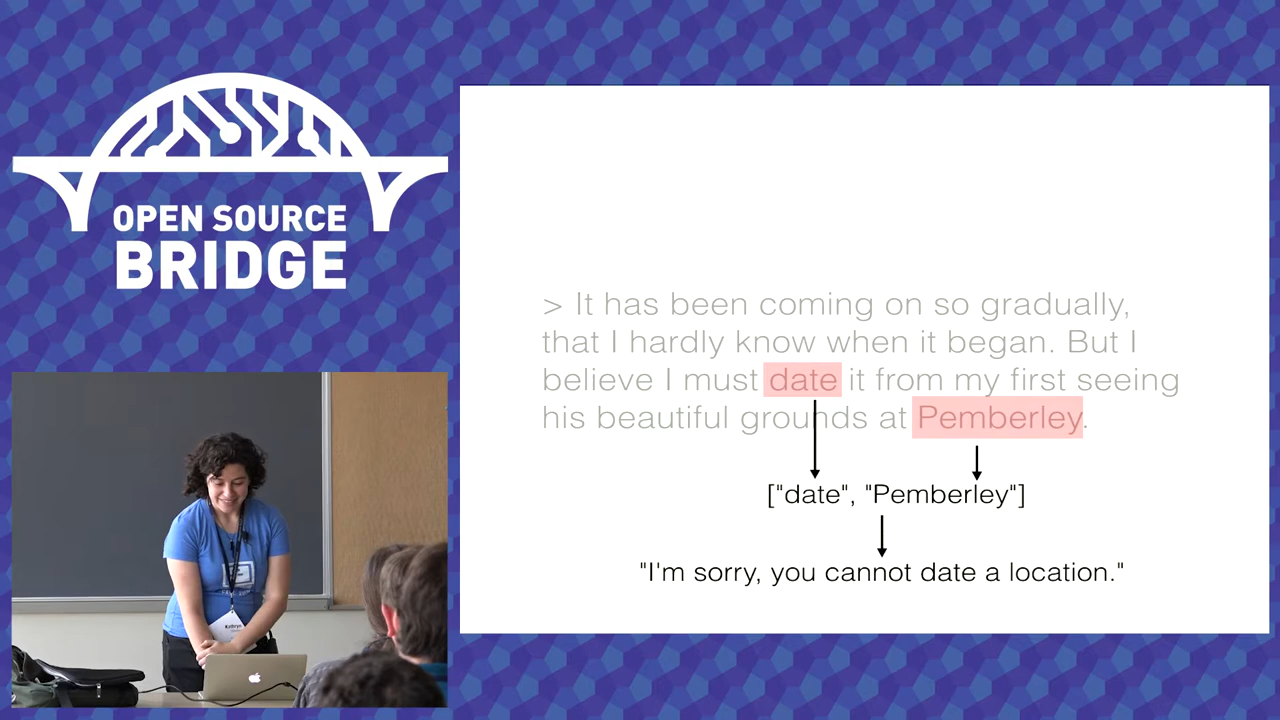 OPEN SOURCE
BRIDGE
> It has been coming on so gradually,
that I hardly know when it began. But I
believe I must date it from my first seeing
his beautiful grounds at Pemberley.
["date", "Pemberley"]
"I'm sorry, you cannot date a location."
Kathryn